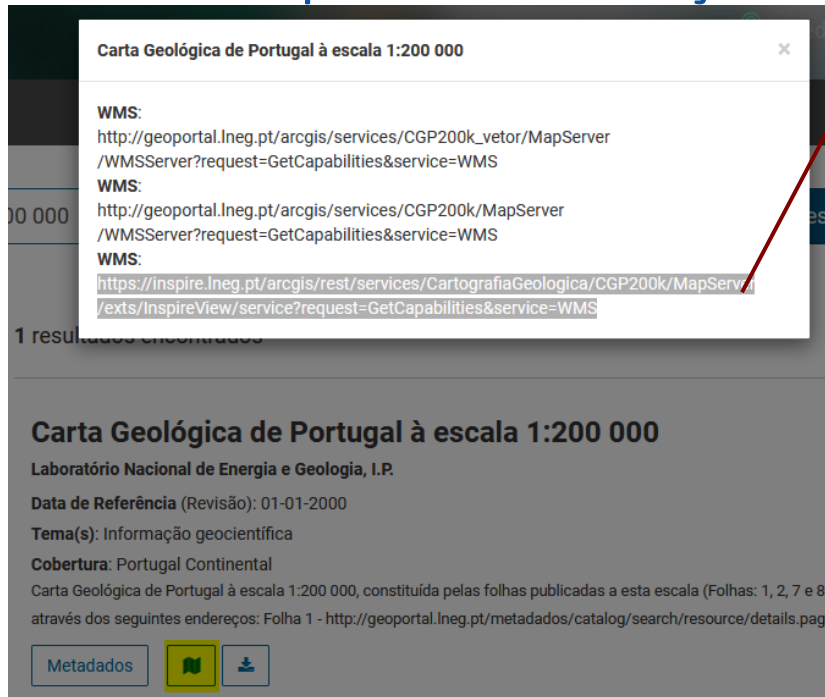 Carta Geológica de Portugal à escala 1:200 000
×
WMS:
http://geoportal.lneg.pt/arcgis/services/CGP200k_vetor/MapServer
/WMSServer?request=GetCapabilities&service=WMS
WMS:
http://geoportal.lneg.pt/arcgis/services/CGP200k/MapServer
/WMSServer?request=GetCapabilities&service=WMS
00 000
WMS:
https://inspire.lneg.pt/arcgis/rest/services/CartografiaGeologica/CGP200k/MapServer
/exts/InspireView/service?request=GetCapabilities&service=WMS
1 resultados encontrados
Carta Geológica de Portugal à escala 1:200 000
Laboratório Nacional de Energia e Geologia, I.P.
Data de Referência (Revisão): 01-01-2000
Tema(s): Informação geocientífica
Cobertura: Portugal Continental
Carta Geológica de Portugal à escala 1:200 000, constituída pelas folhas publicadas a esta escala (Folhas: 1, 2, 7 e 8
através dos seguintes endereços: Folha 1 - http://geoportal.lneg.pt/metadados/catalog/search/resource/details.pag
Metadados